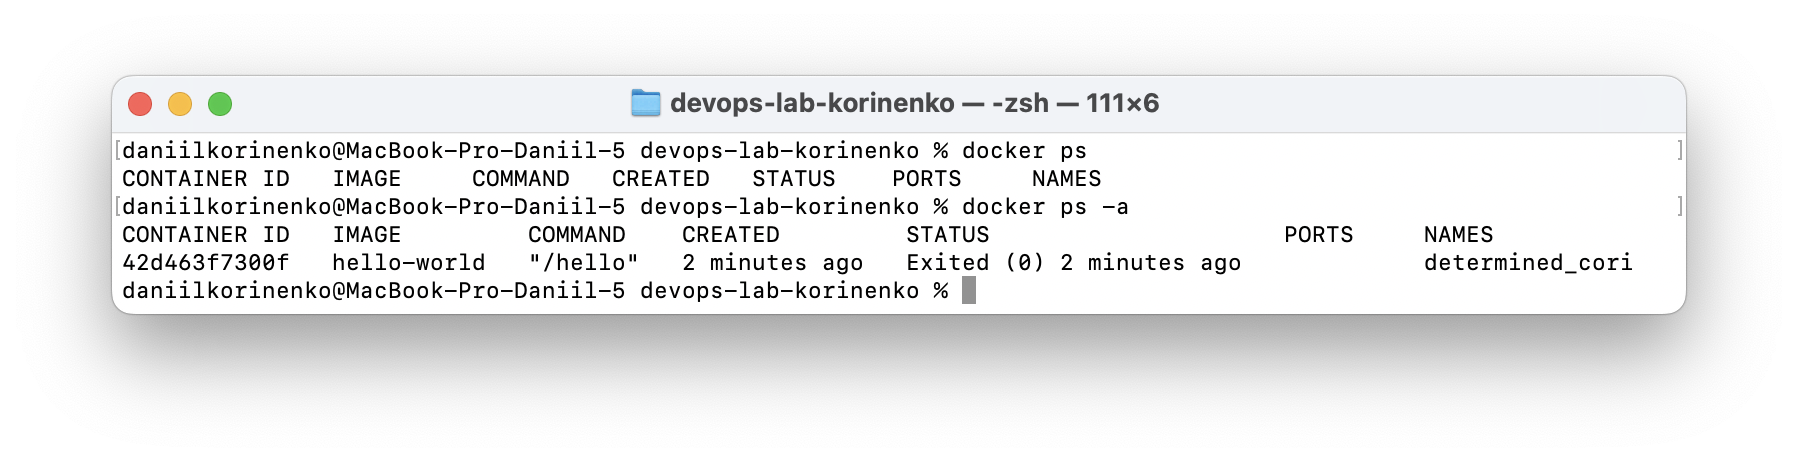 devops-lab-korinenko — -zsh — 111×6
[daniilkorinenko@MacBook-Pro-Daniil-5 devops-lab-korinenko % docker ps ]
CONTAINER ID   IMAGE     COMMAND   CREATED   STATUS    PORTS     NAMES
[daniilkorinenko@MacBook-Pro-Daniil-5 devops-lab-korinenko % docker ps -a ]
CONTAINER ID   IMAGE         COMMAND    CREATED         STATUS                     PORTS     NAMES
42d463f7300f   hello-world   "/hello"   2 minutes ago   Exited (0) 2 minutes ago             determined_cori
daniilkorinenko@MacBook-Pro-Daniil-5 devops-lab-korinenko %